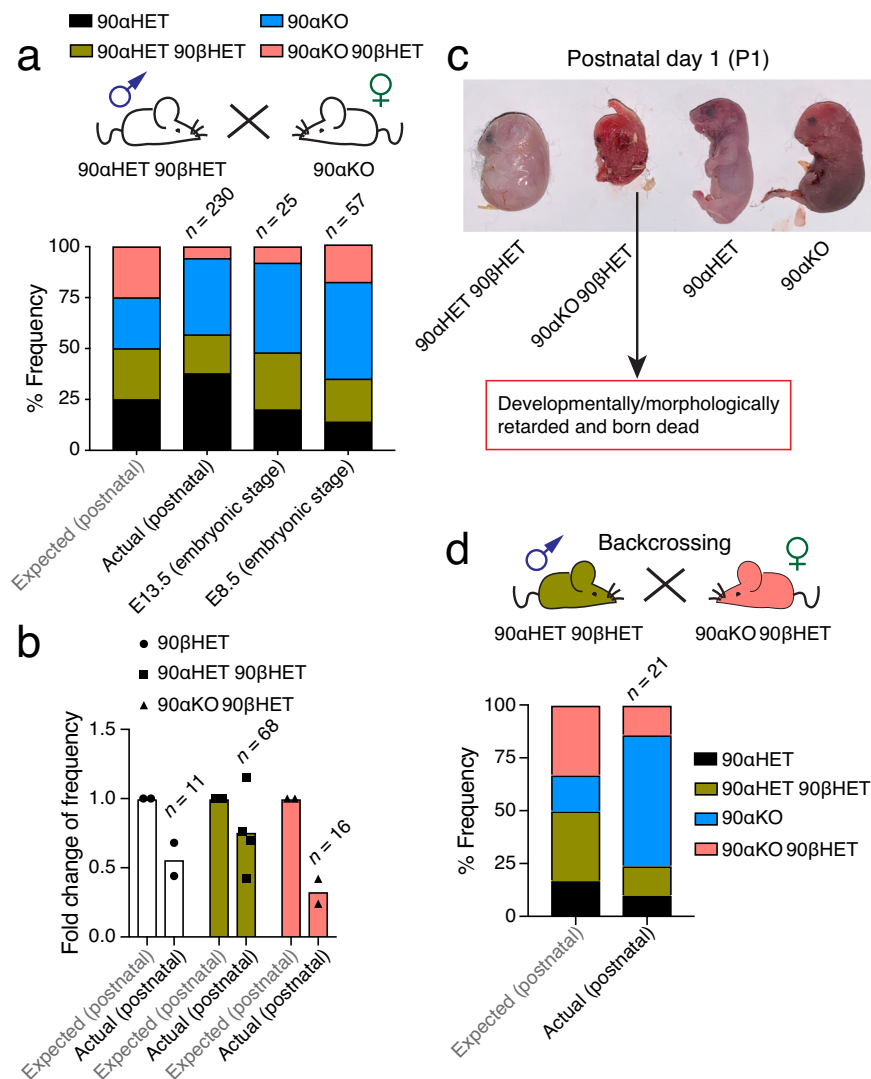 90αHET
90αKO
90αHET 90βHET
90αKO 90βHET
a
90αHET 90βHET
90αKO
n = 230
n = 25
n = 57
100
75
50
25
0
% Frequency
Expected (postnatal)
Actual (postnatal)
E13.5 (embryonic stage)
E8.5 (embryonic stage)
b
90βHET
90αHET 90βHET
90αKO 90βHET
n = 11
n = 68
n = 16
1.5
1.0
0.5
0.0
Fold change of frequency
Expected (postnatal)
Actual (postnatal)
Expected (postnatal)
Actual (postnatal)
Expected (postnatal)
Actual (postnatal)
c
Postnatal day 1 (P1)
90αHET 90βHET
90αKO 90βHET
90αHET
90αKO
Developmentally/morphologically
retarded and born dead
d
Backcrossing
90αHET 90βHET
90αKO 90βHET
n = 21
100
75
50
25
0
% Frequency
90αHET
90αHET 90βHET
90αKO
90αKO 90βHET
Expected (postnatal)
Actual (postnatal)